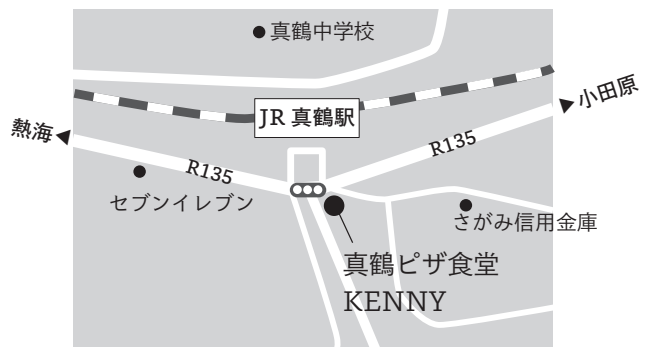 真鶴中学校
小田原
JR 真鶴駅
熱海
R135
R135
セブンイレブン
さがみ信用金庫
真鶴ピザ食堂
KENNY